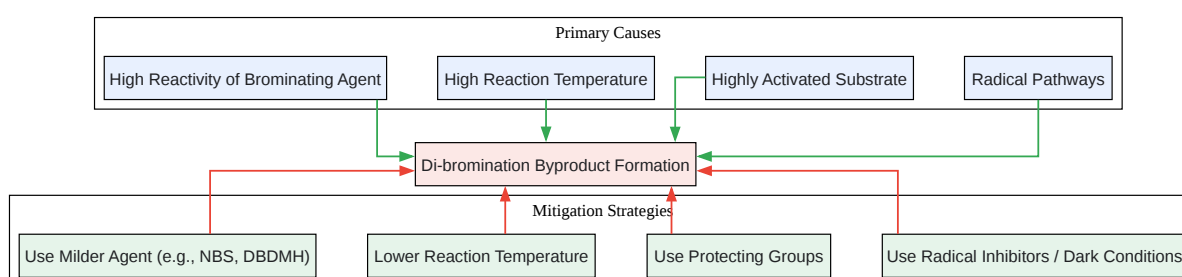 Primary Causes
High Reactivity of Brominating Agent
High Reaction Temperature
Highly Activated Substrate
Radical Pathways
Di-bromination Byproduct Formation
Mitigation Strategies
Use Milder Agent (e.g., NBS, DBDMH)
Lower Reaction Temperature
Use Protecting Groups
Use Radical Inhibitors / Dark Conditions